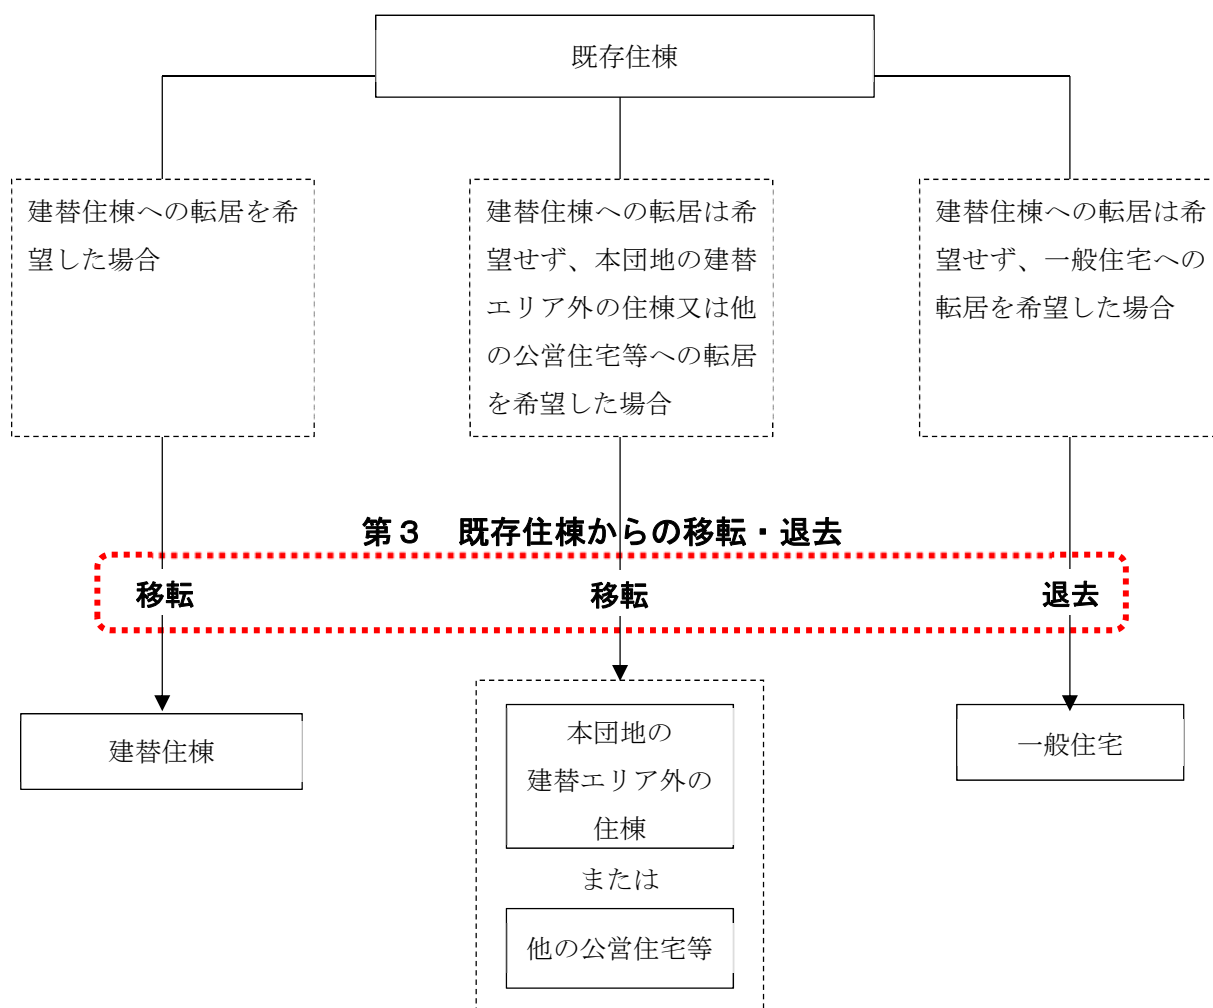 既存住棟
建替住棟への転居を希
望した場合
建替住棟への転居は希
望せず、本団地の建替
エリア外の住棟又は他
の公営住宅等への転居
を希望した場合
建替住棟への転居は希
望せず、一般住宅への
転居を希望した場合
第３　既存住棟からの移転・退去
移転
移転
退去
建替住棟
本団地の
建替エリア外の
住棟
または
他の公営住宅等
一般住宅